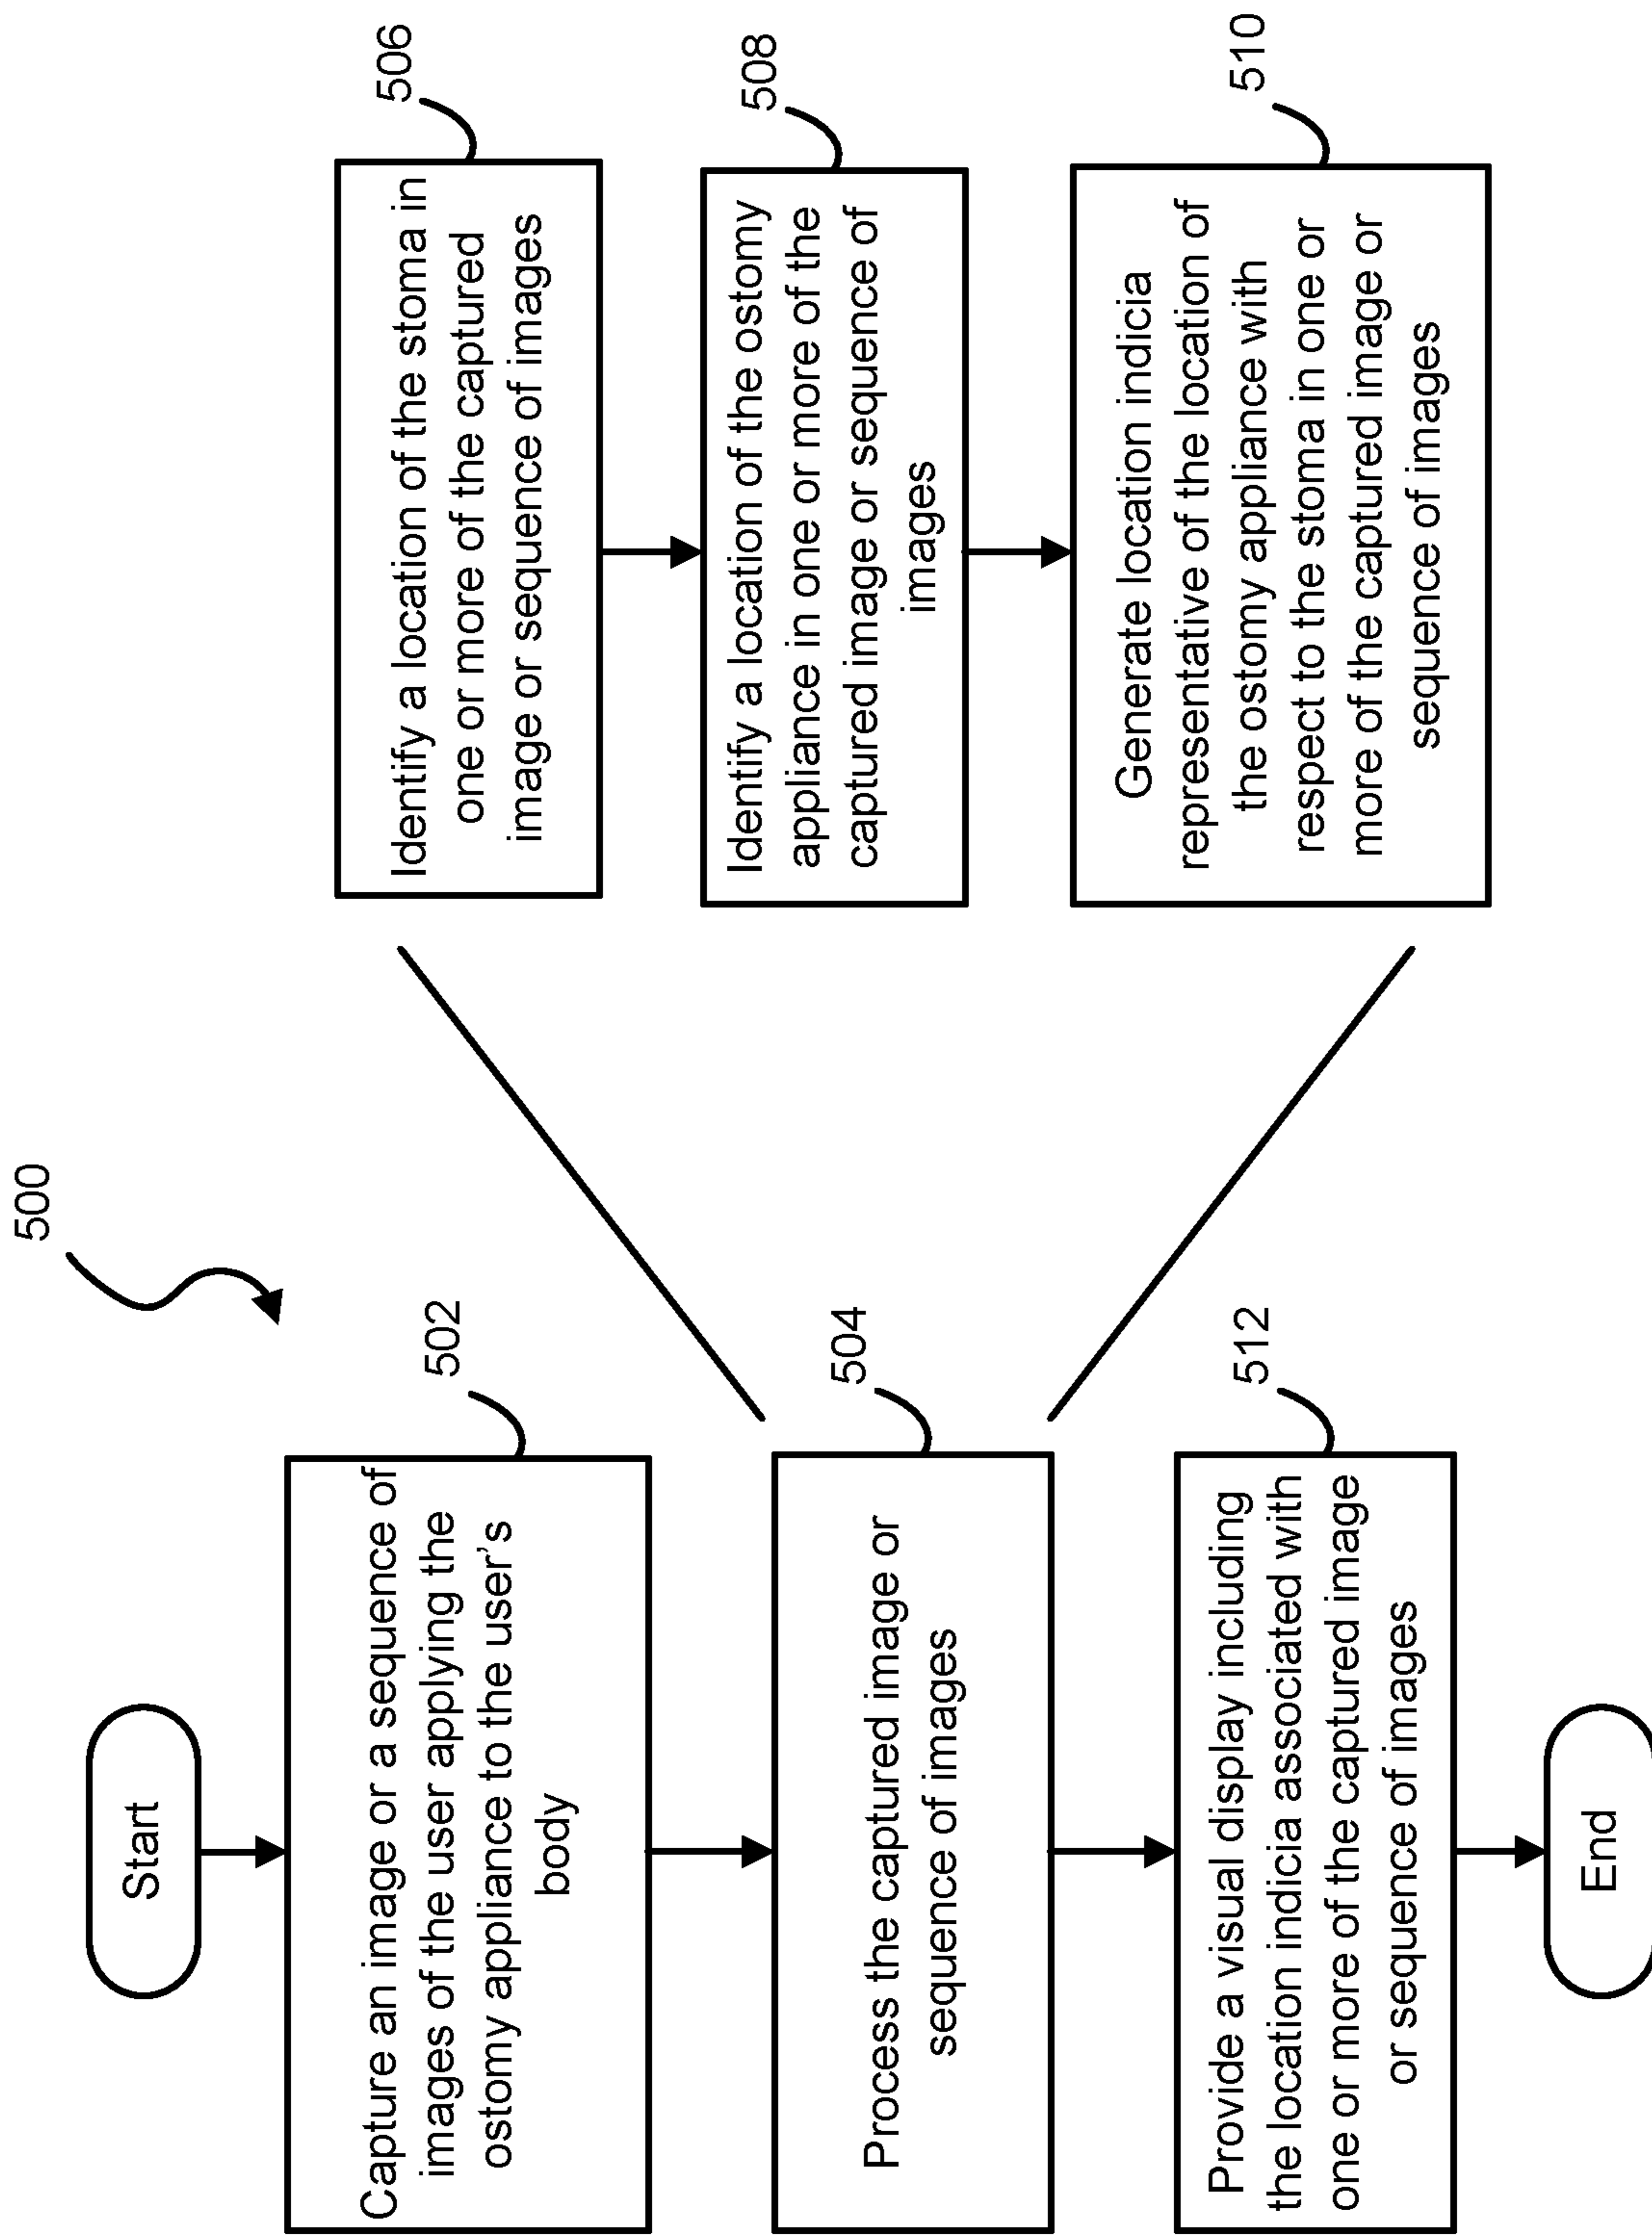 500
Start
502
Capture an image or a sequence of
images of the user applying the
ostomy appliance to the user's
body
504
Process the captured image or
sequence of images
512
Provide a visual display including
the location indicia associated with
one or more of the captured image
or sequence of images
End
506
Identify a location of the stoma in
one or more of the captured
image or sequence of images
508
Identify a location of the ostomy
appliance in one or more of the
captured image or sequence of
images
510
Generate location indicia
representative of the location of
the ostomy appliance with
respect to the stoma in one or
more of the captured image or
sequence of images